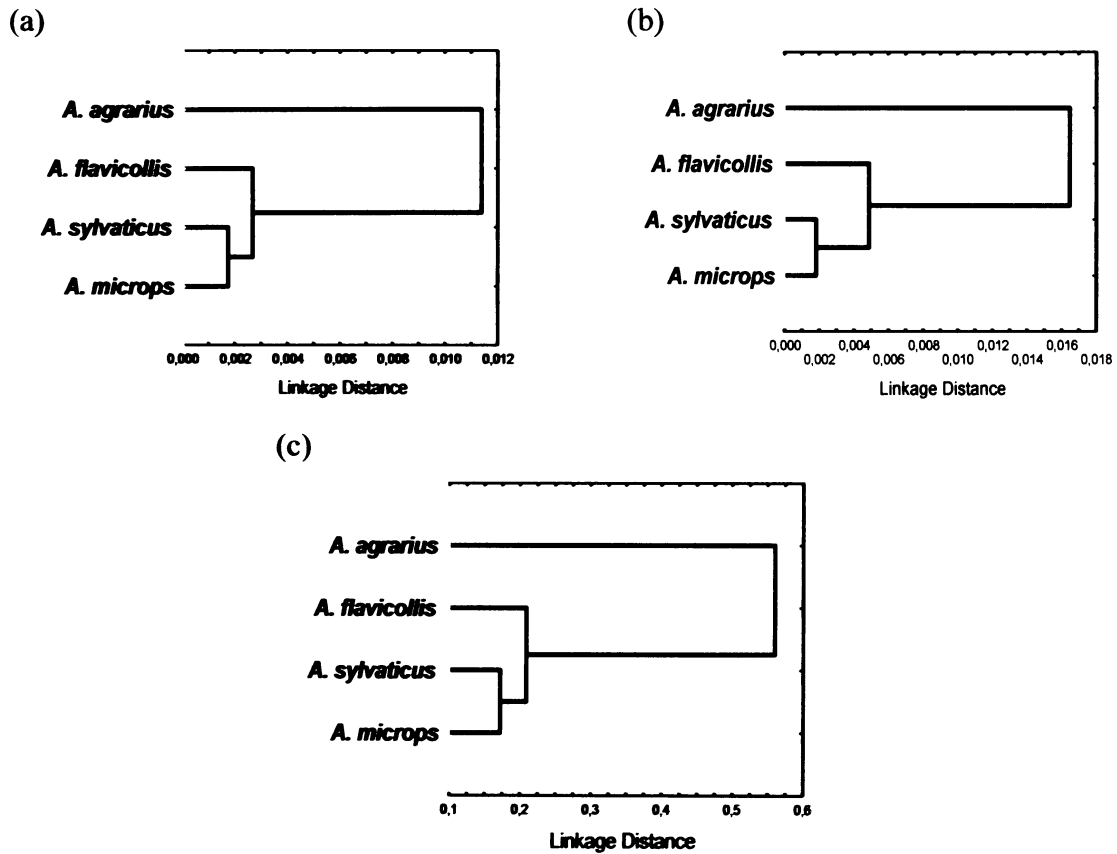 (a)
A. agrarius
A. flavicollis
A. sylvaticus
A. microps
0,000 0,002 0,004 0,006 0,008 0,010 0,012
Linkage Distance
(b)
A. agrarius
A. flavicollis
A. sylvaticus
A. microps
0,000 0,004 0,008 0,012 0,016
0,002 0,006 0,010 0,014 0,018
Linkage Distance
(c)
A. agrarius
A. flavicollis
A. sylvaticus
A. microps
0,1 0,2 0,3 0,4 0,5 0,6
Linkage Distance